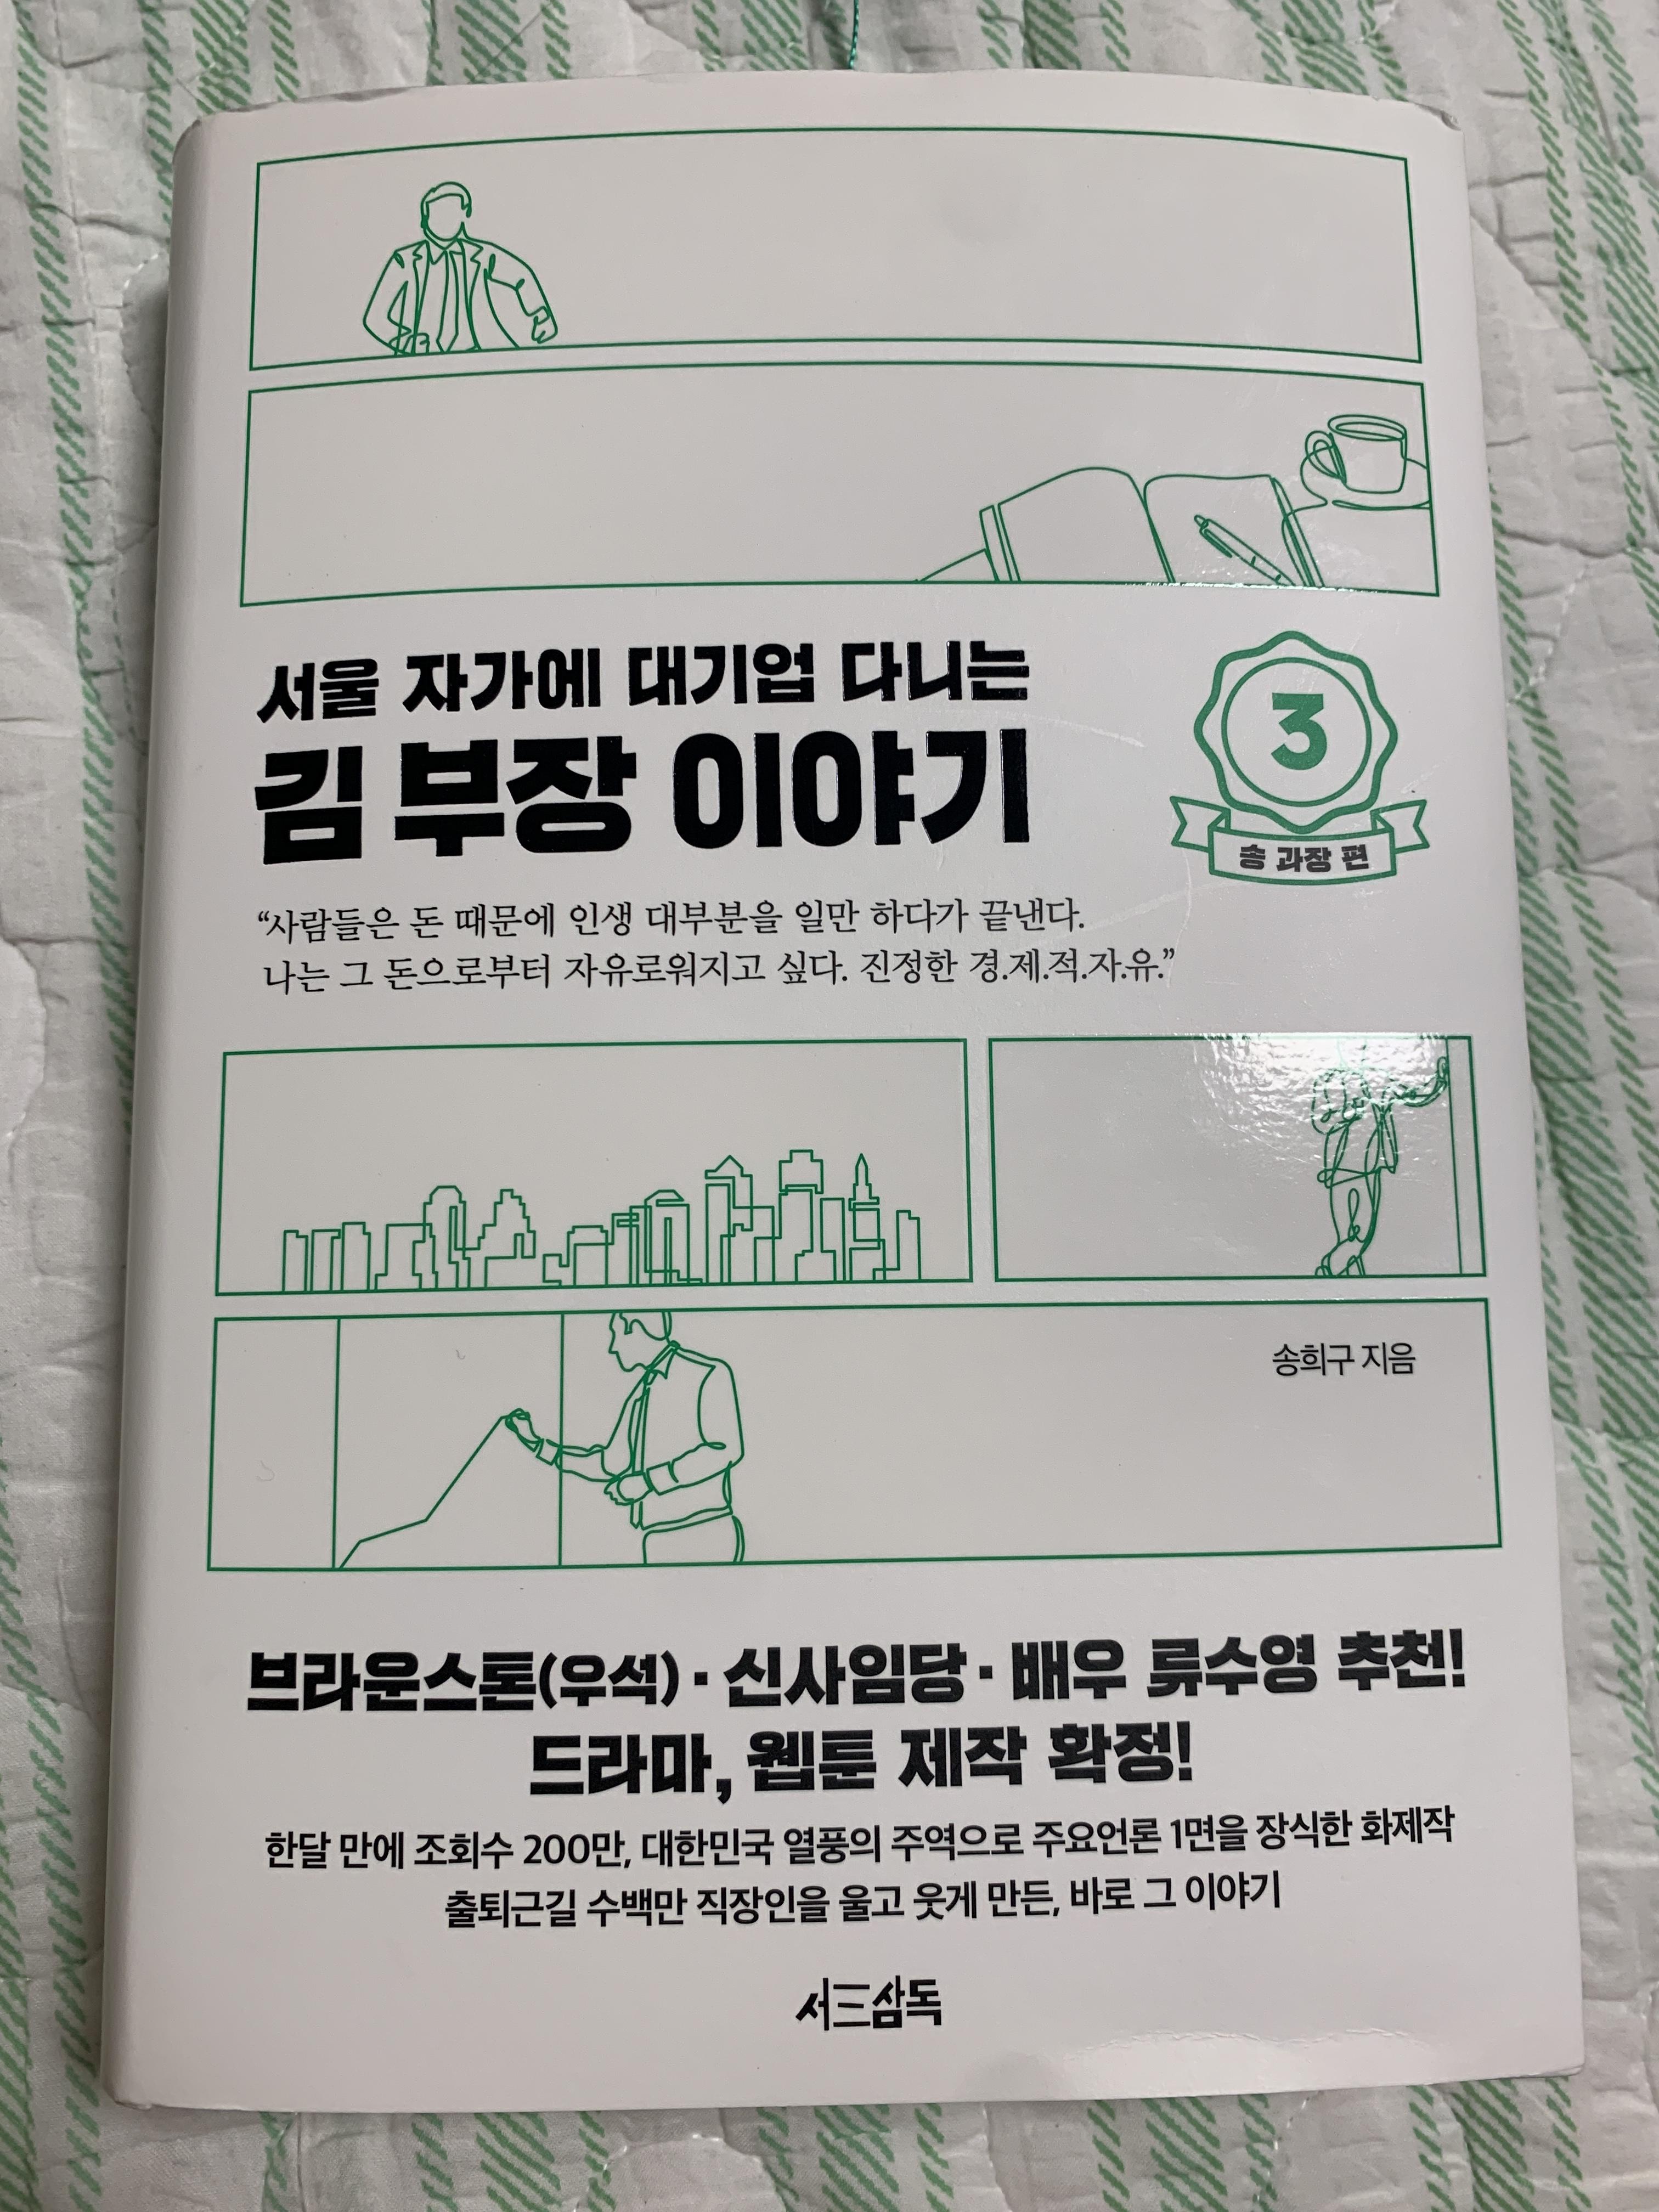 서울 자가에 대기업 다니는
김 부장 이야기
3
송 과장 편
“사람들은 돈 때문에 인생 대부분을 일만 하다가 끝낸다.
나는 그 돈으로부터 자유로워지고 싶다. 진정한 경.제.적.자.유.”
송희구 지음
브라운스톤(우석)·신사임당·배우 류수영 추천!
드라마, 웹툰 제작 확정!
한달 만에 조회수 200만, 대한민국 열풍의 주역으로 주요언론 1면을 장식한 화제작
출퇴근길 수백만 직장인을 울고 웃게 만든, 바로 그 이야기
서三삼독